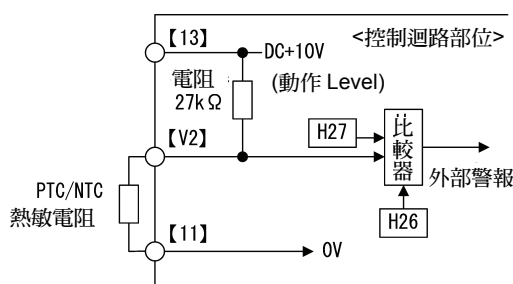 【13】
DC+10V
<控制迴路部位>
電阻
27kΩ
(動作 Level)
H27
【V2】
比較器
外部警報
PTC/NTC
熱敏電阻
H26
【11】
0V